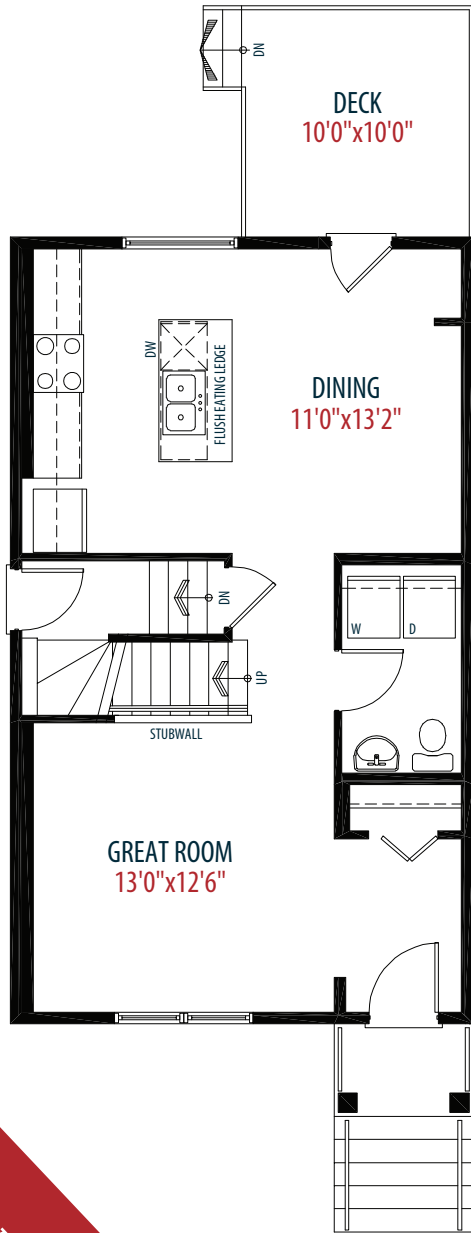 DN
DECK
10'0"x10'0"
DW
FLUSH EATING LEDGE
DINING
11'0"x13'2"
DN
W
D
UP
STUBWALL
GREAT ROOM
13'0"x12'6"